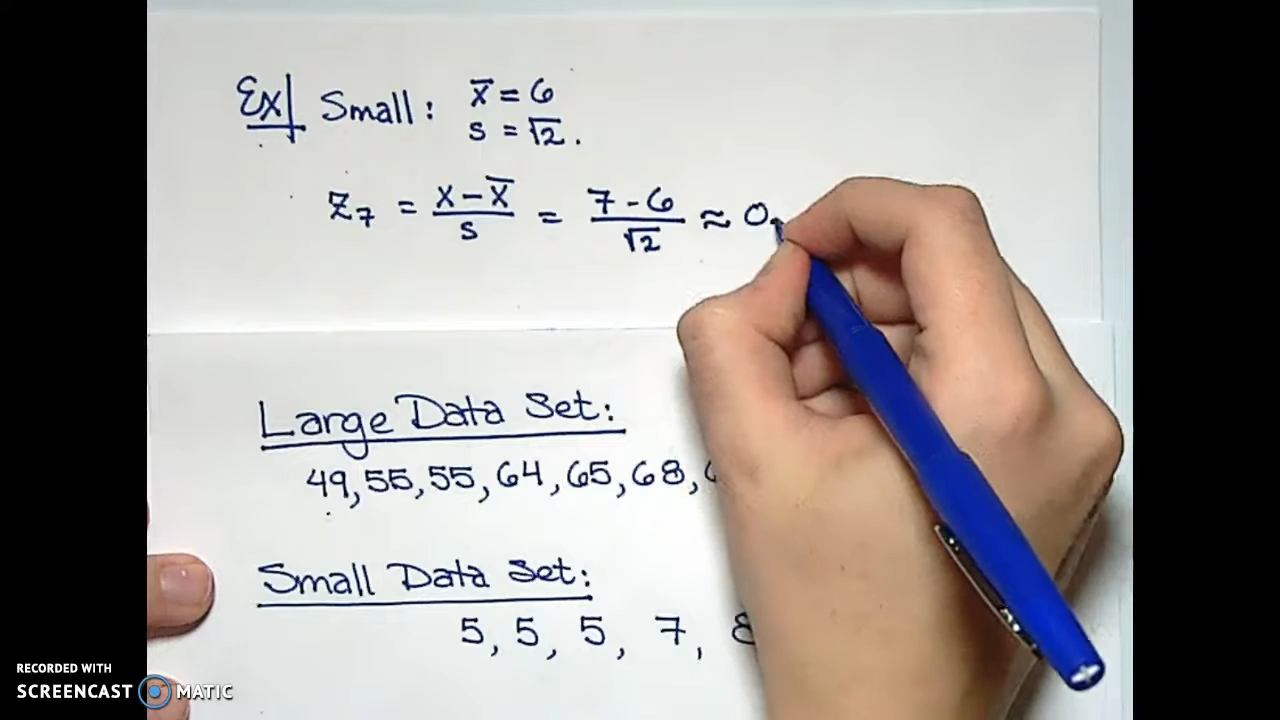 Ex| Small: x̄ = 6
s = √2.
Z₇ = (x - x̄)/s = (7 - 6)/√2 ≈ 0.
Large Data Set:
49, 55, 55, 64, 65, 68,
Small Data Set:
5, 5, 5, 7, 8
RECORDED WITH
SCREENCAST MATIC